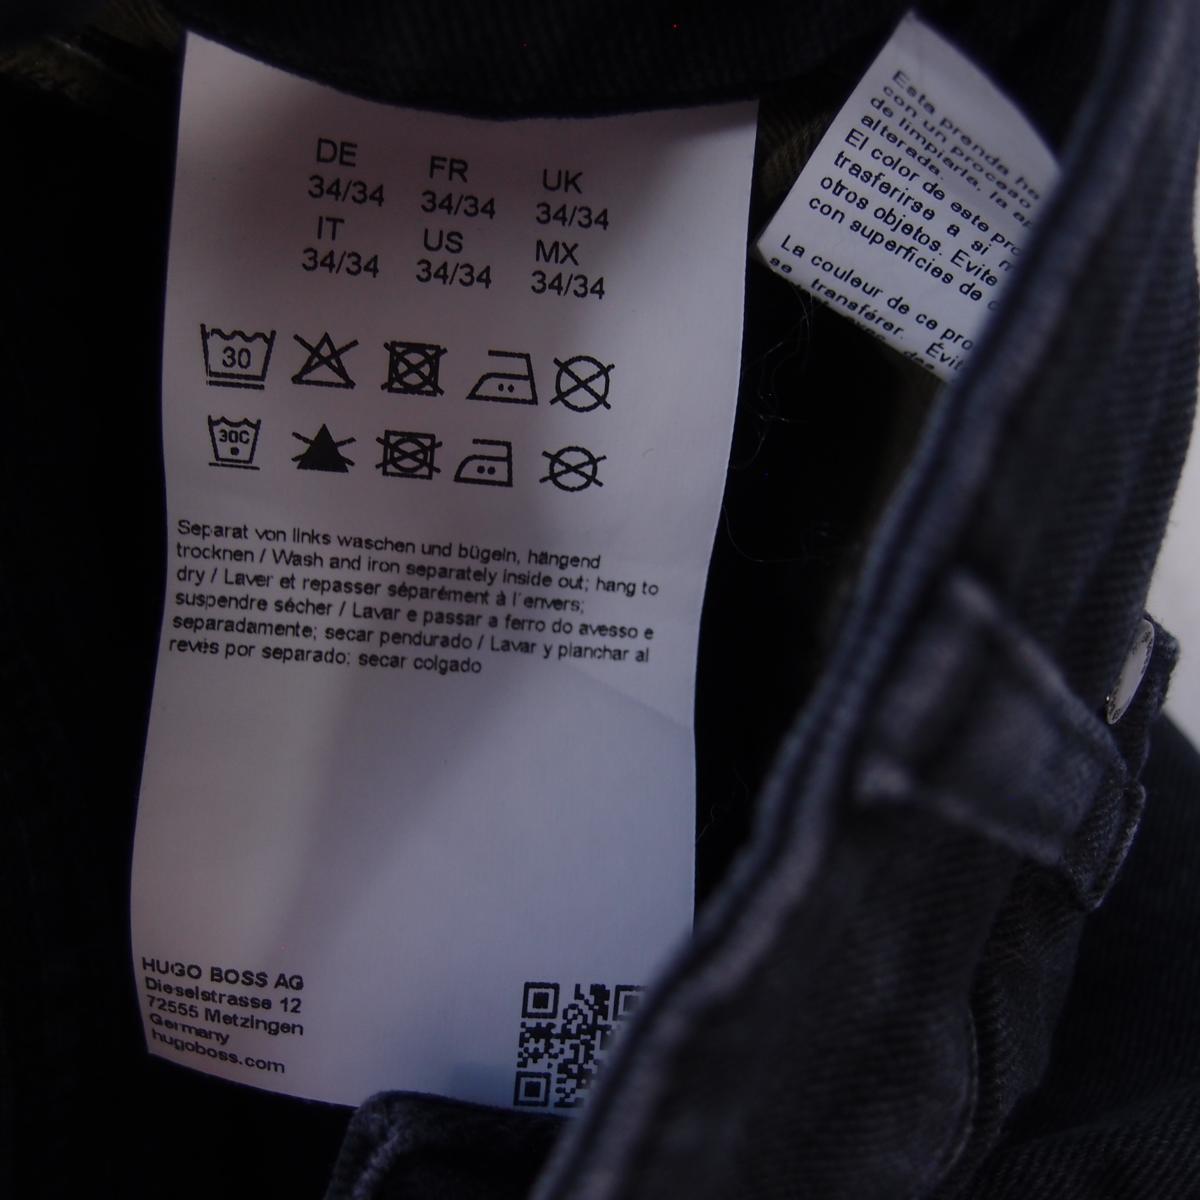 DE FR UK
34/34 34/34 34/34
IT US MX
34/34 34/34 34/34
30
30C
Separat von links waschen und bügeln, hängend
trocknen / Wash and iron separately inside out; hang to
dry / Laver et repasser séparément à l'envers;
suspendre sécher / Lavar e passar a ferro do avesso e
separadamente; secar pendurado / Lavar y planchar al
revés por separado; secar colgado
HUGO BOSS AG
Dieselstrasse 12
72555 Metzingen
Germany
hugoboss.com
Esta prenda ha
con un proceso
de limpiarla, la
alterada.
El color de este
trasferirse a si
otros objetos. Evite
con superficies de
La couleur de ce
se transférer.